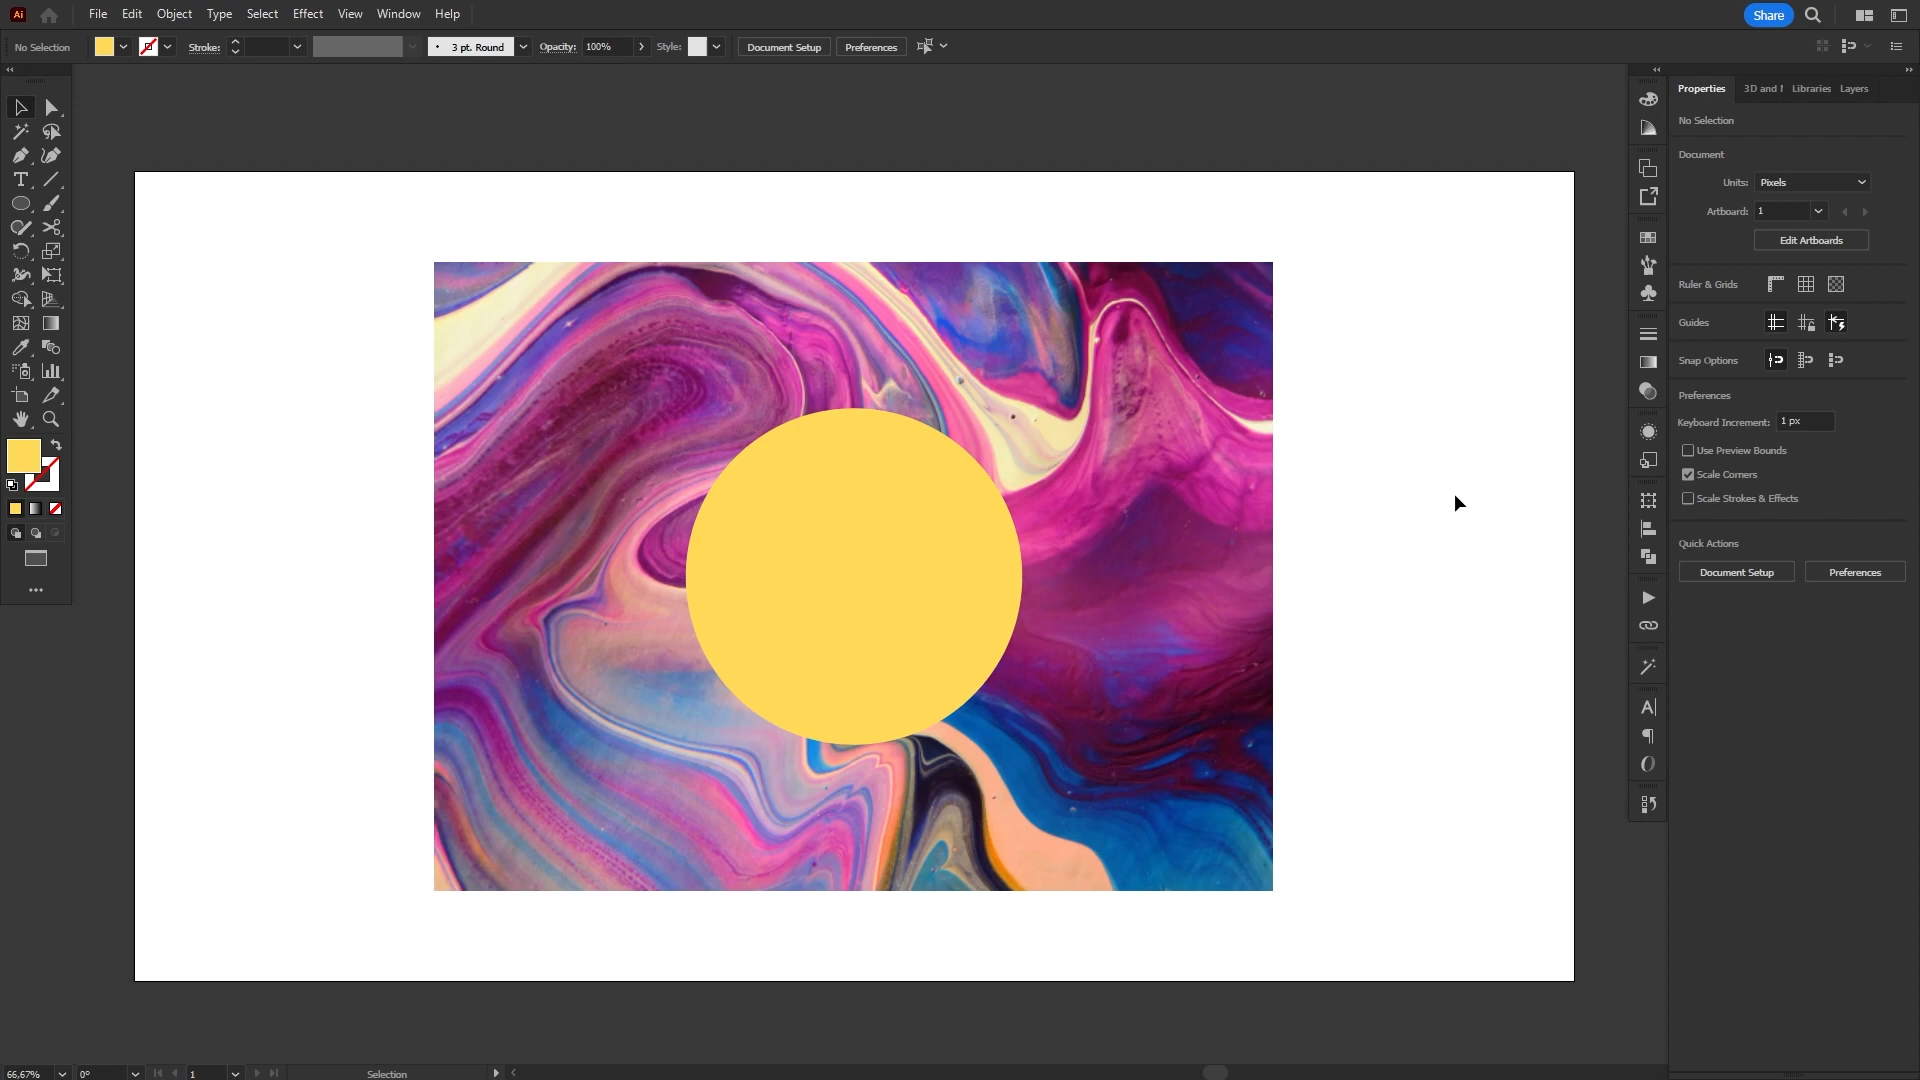 Ai File Edit Object Type Select Effect View Window Help Share
No Selection Stroke: 3 pt. Round Opacity: 100% Style: Document Setup Preferences
Properties Libraries Layers
3D and
No Selection
Document
Units: Pixels
Artboard: 1
Edit Artboards
Ruler & Grids
Guides
Snap Options
Preferences
Keyboard Increment: 1 px
Use Preview Bounds
Scale Corners
Scale Strokes & Effects
Quick Actions
Document Setup Preferences
66,67% 0° 1 Selection